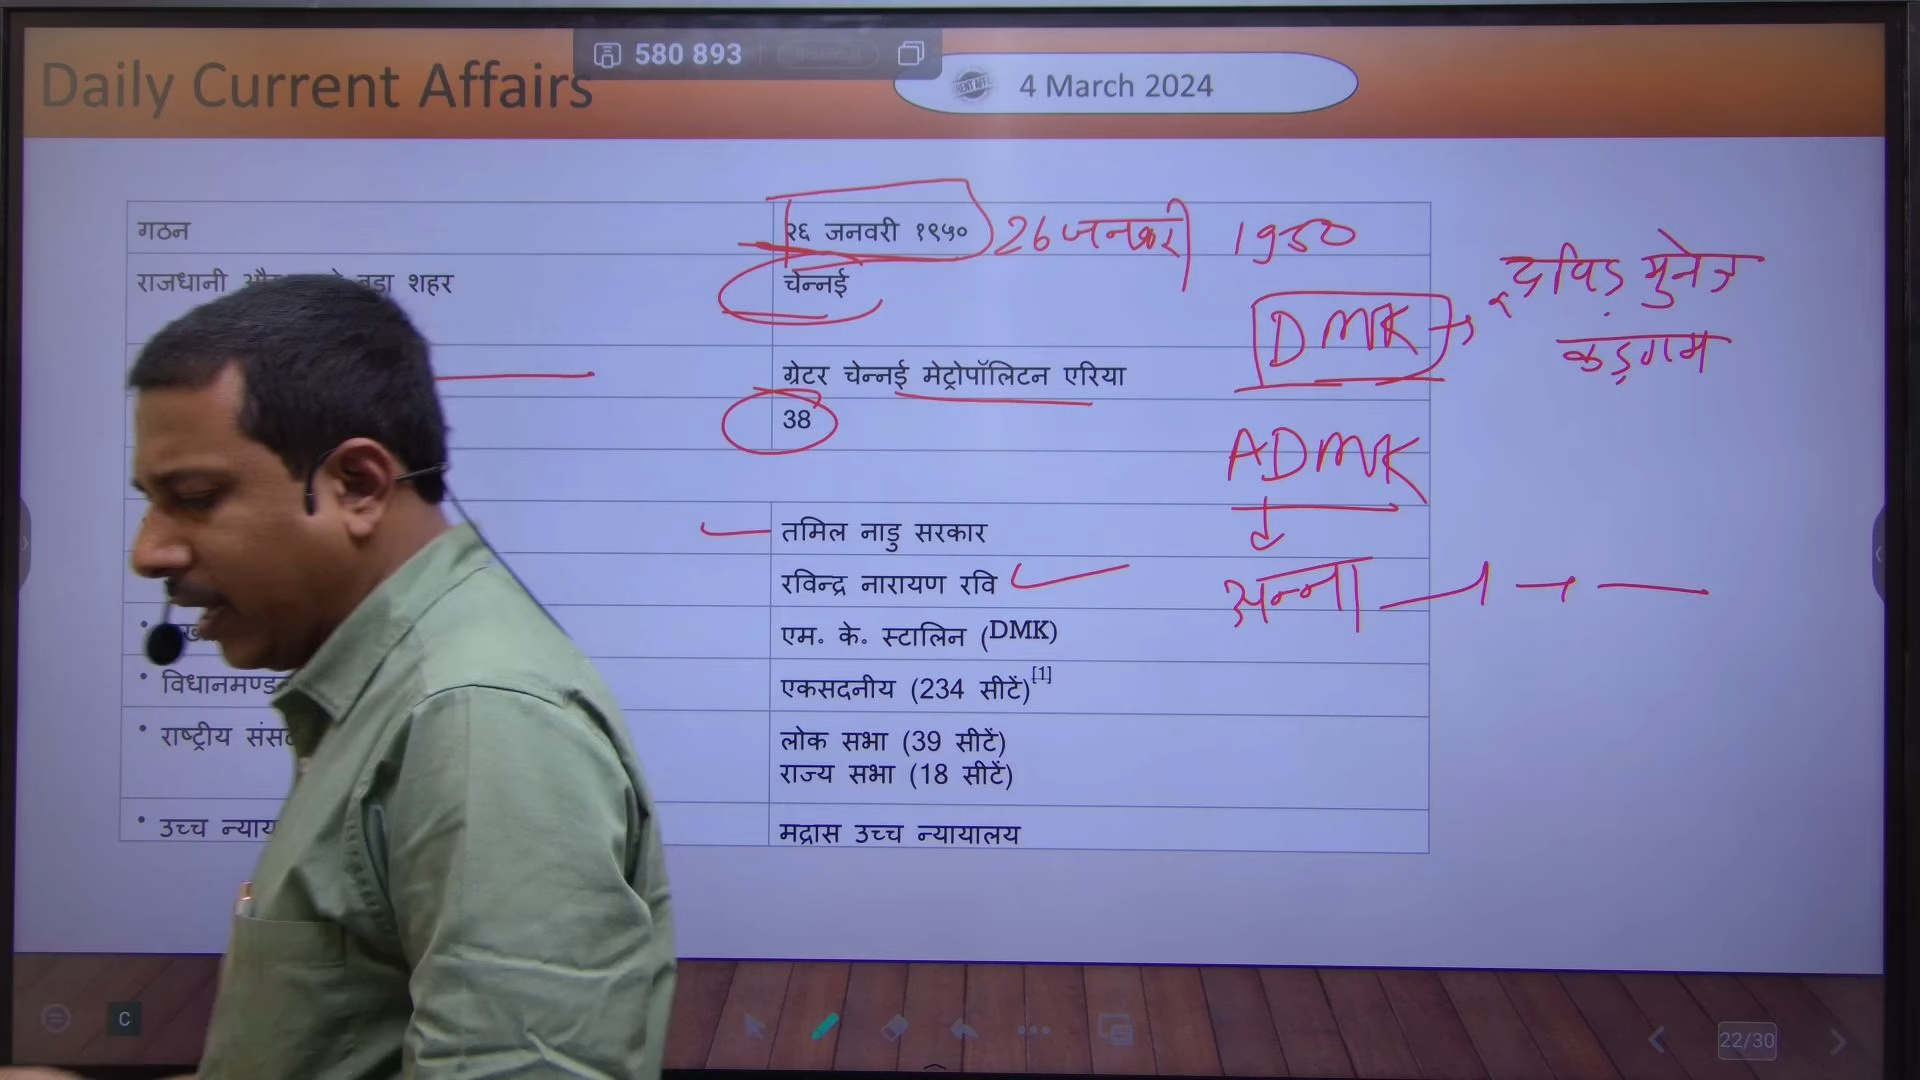 580 893
Daily Current Affairs
4 March 2024
गठन
२६ जनवरी १९५०
26 जनवरी 1950
राजधानी और बड़ा शहर
चेन्नई
DMK
द्रविड़ मुनेत्र
कड़गम
ग्रेटर चेन्नई मेट्रोपॉलिटन एरिया
38
ADMK
तमिल नाडु सरकार
रविन्द्र नारायण रवि
अन्ना
एम॰ के॰ स्टालिन (DMK)
• विधानमण्ड
एकसदनीय (234 सीटें)[1]
• राष्ट्रीय संस
लोक सभा (39 सीटें)
राज्य सभा (18 सीटें)
• उच्च न्याय
मद्रास उच्च न्यायालय
C
22/30